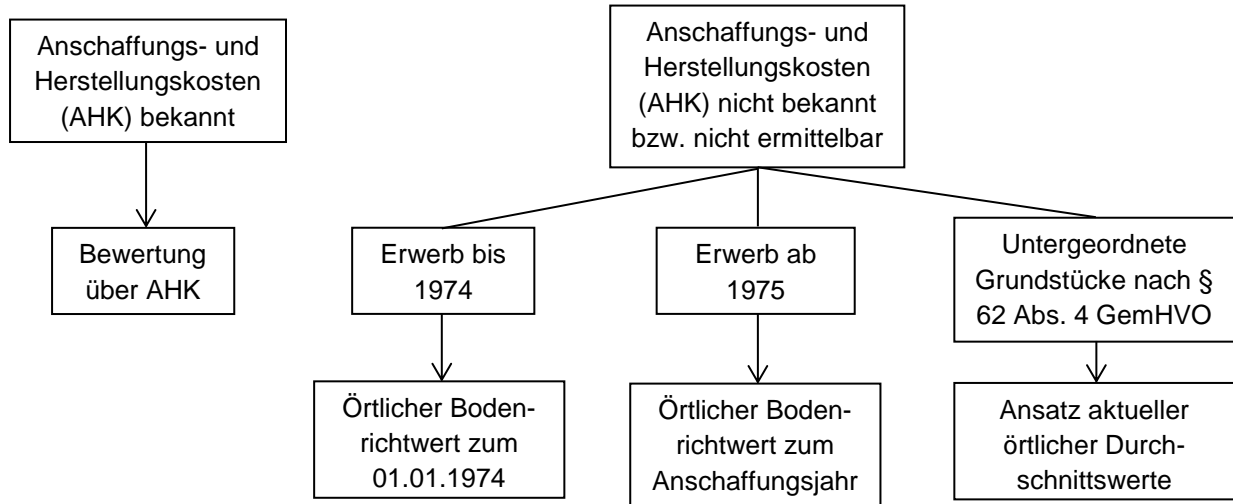 Anschaffungs- und
Herstellungskosten
(AHK) bekannt
Anschaffungs- und
Herstellungskosten
(AHK) nicht bekannt
bzw. nicht ermittelbar
Bewertung
über AHK
Erwerb bis
1974
Erwerb ab
1975
Untergeordnete
Grundstücke nach §
62 Abs. 4 GemHVO
Örtlicher Boden-
richtwert zum
01.01.1974
Örtlicher Boden-
richtwert zum
Anschaffungsjahr
Ansatz aktueller
örtlicher Durch-
schnittswerte